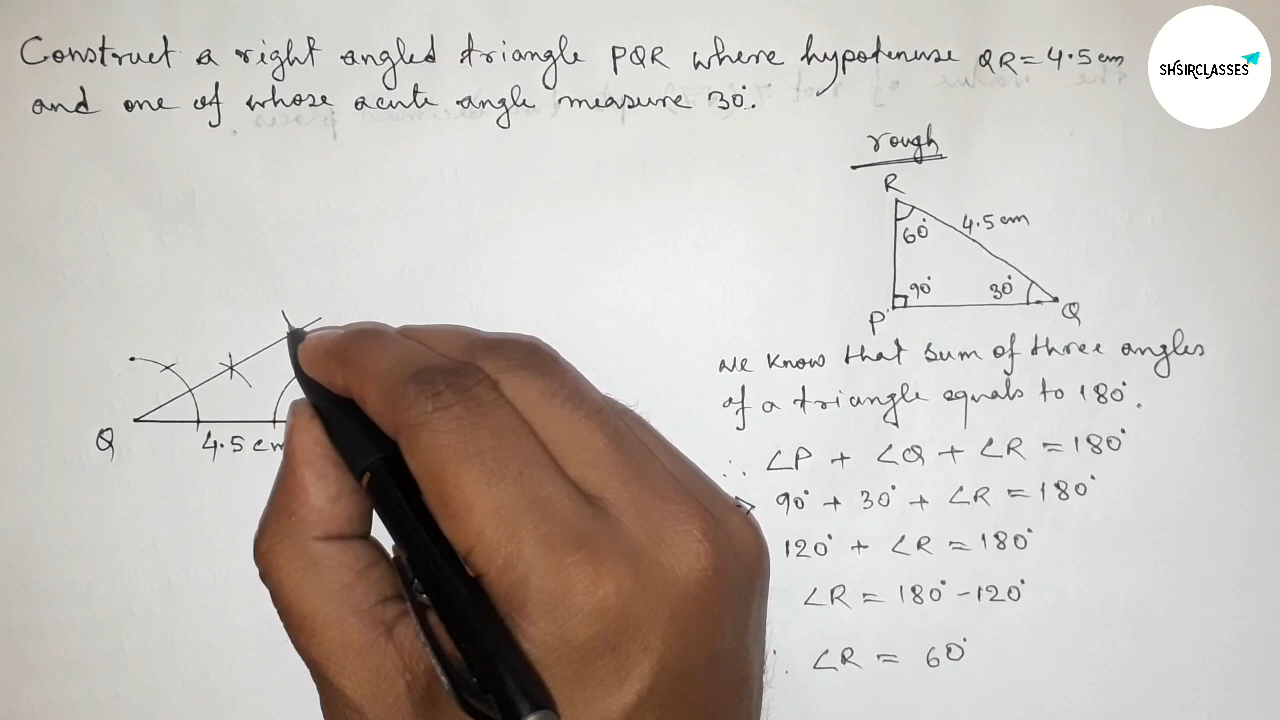 Construct a right angled triangle PQR where hypotenuse QR = 4.5 cm
and one of whose acute angle measure 30°.
SHSIRCLASSES
rough
R
60°
4.5 cm
90°
30°
P
Q
We know that sum of three angles
of a triangle equals to 180°.
∴ ∠P + ∠Q + ∠R = 180°
⇒ 90° + 30° + ∠R = 180°
120° + ∠R = 180°
∠R = 180° - 120°
∴ ∠R = 60°
Q
4.5 cm